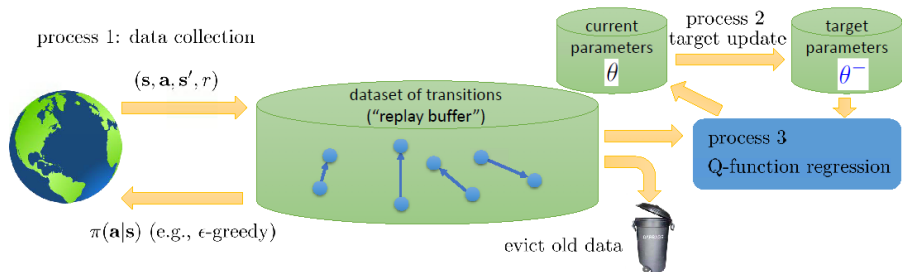 process 1: data collection
(s, a, s′, r)
π(a|s) (e.g., ϵ-greedy)
dataset of transitions
("replay buffer")
evict old data
current
parameters
θ
process 2
target update
target
parameters
θ⁻
process 3
Q-function regression